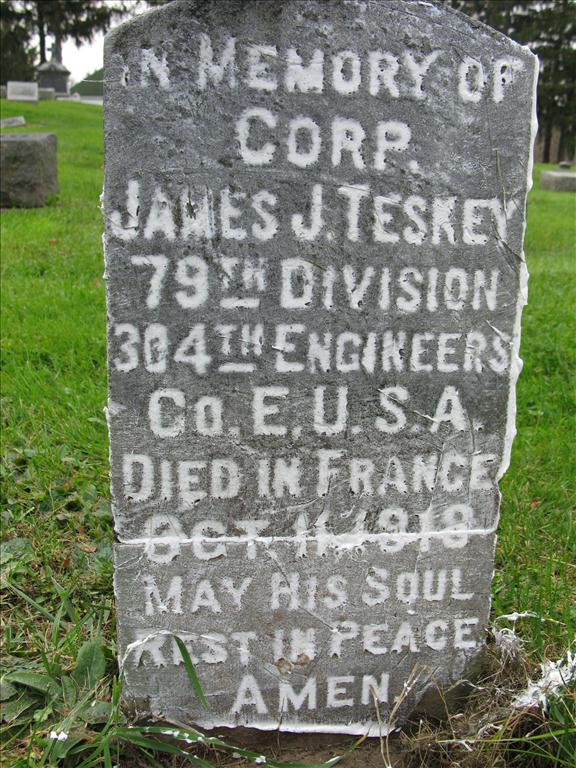 IN MEMORY OF
CORP.
JAMES J. TESKEY
79TH DIVISION
304TH ENGINEERS
CO. E. U. S. A.
DIED IN FRANCE
OCT. 11. 1918
MAY HIS SOUL
REST IN PEACE
AMEN.